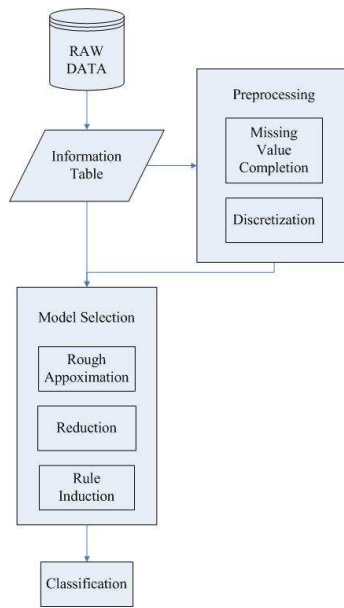 RAW
DATA
Information
Table
Preprocessing
Missing
Value
Completion
Discretization
Model Selection
Rough
Appoximation
Reduction
Rule
Induction
Classification